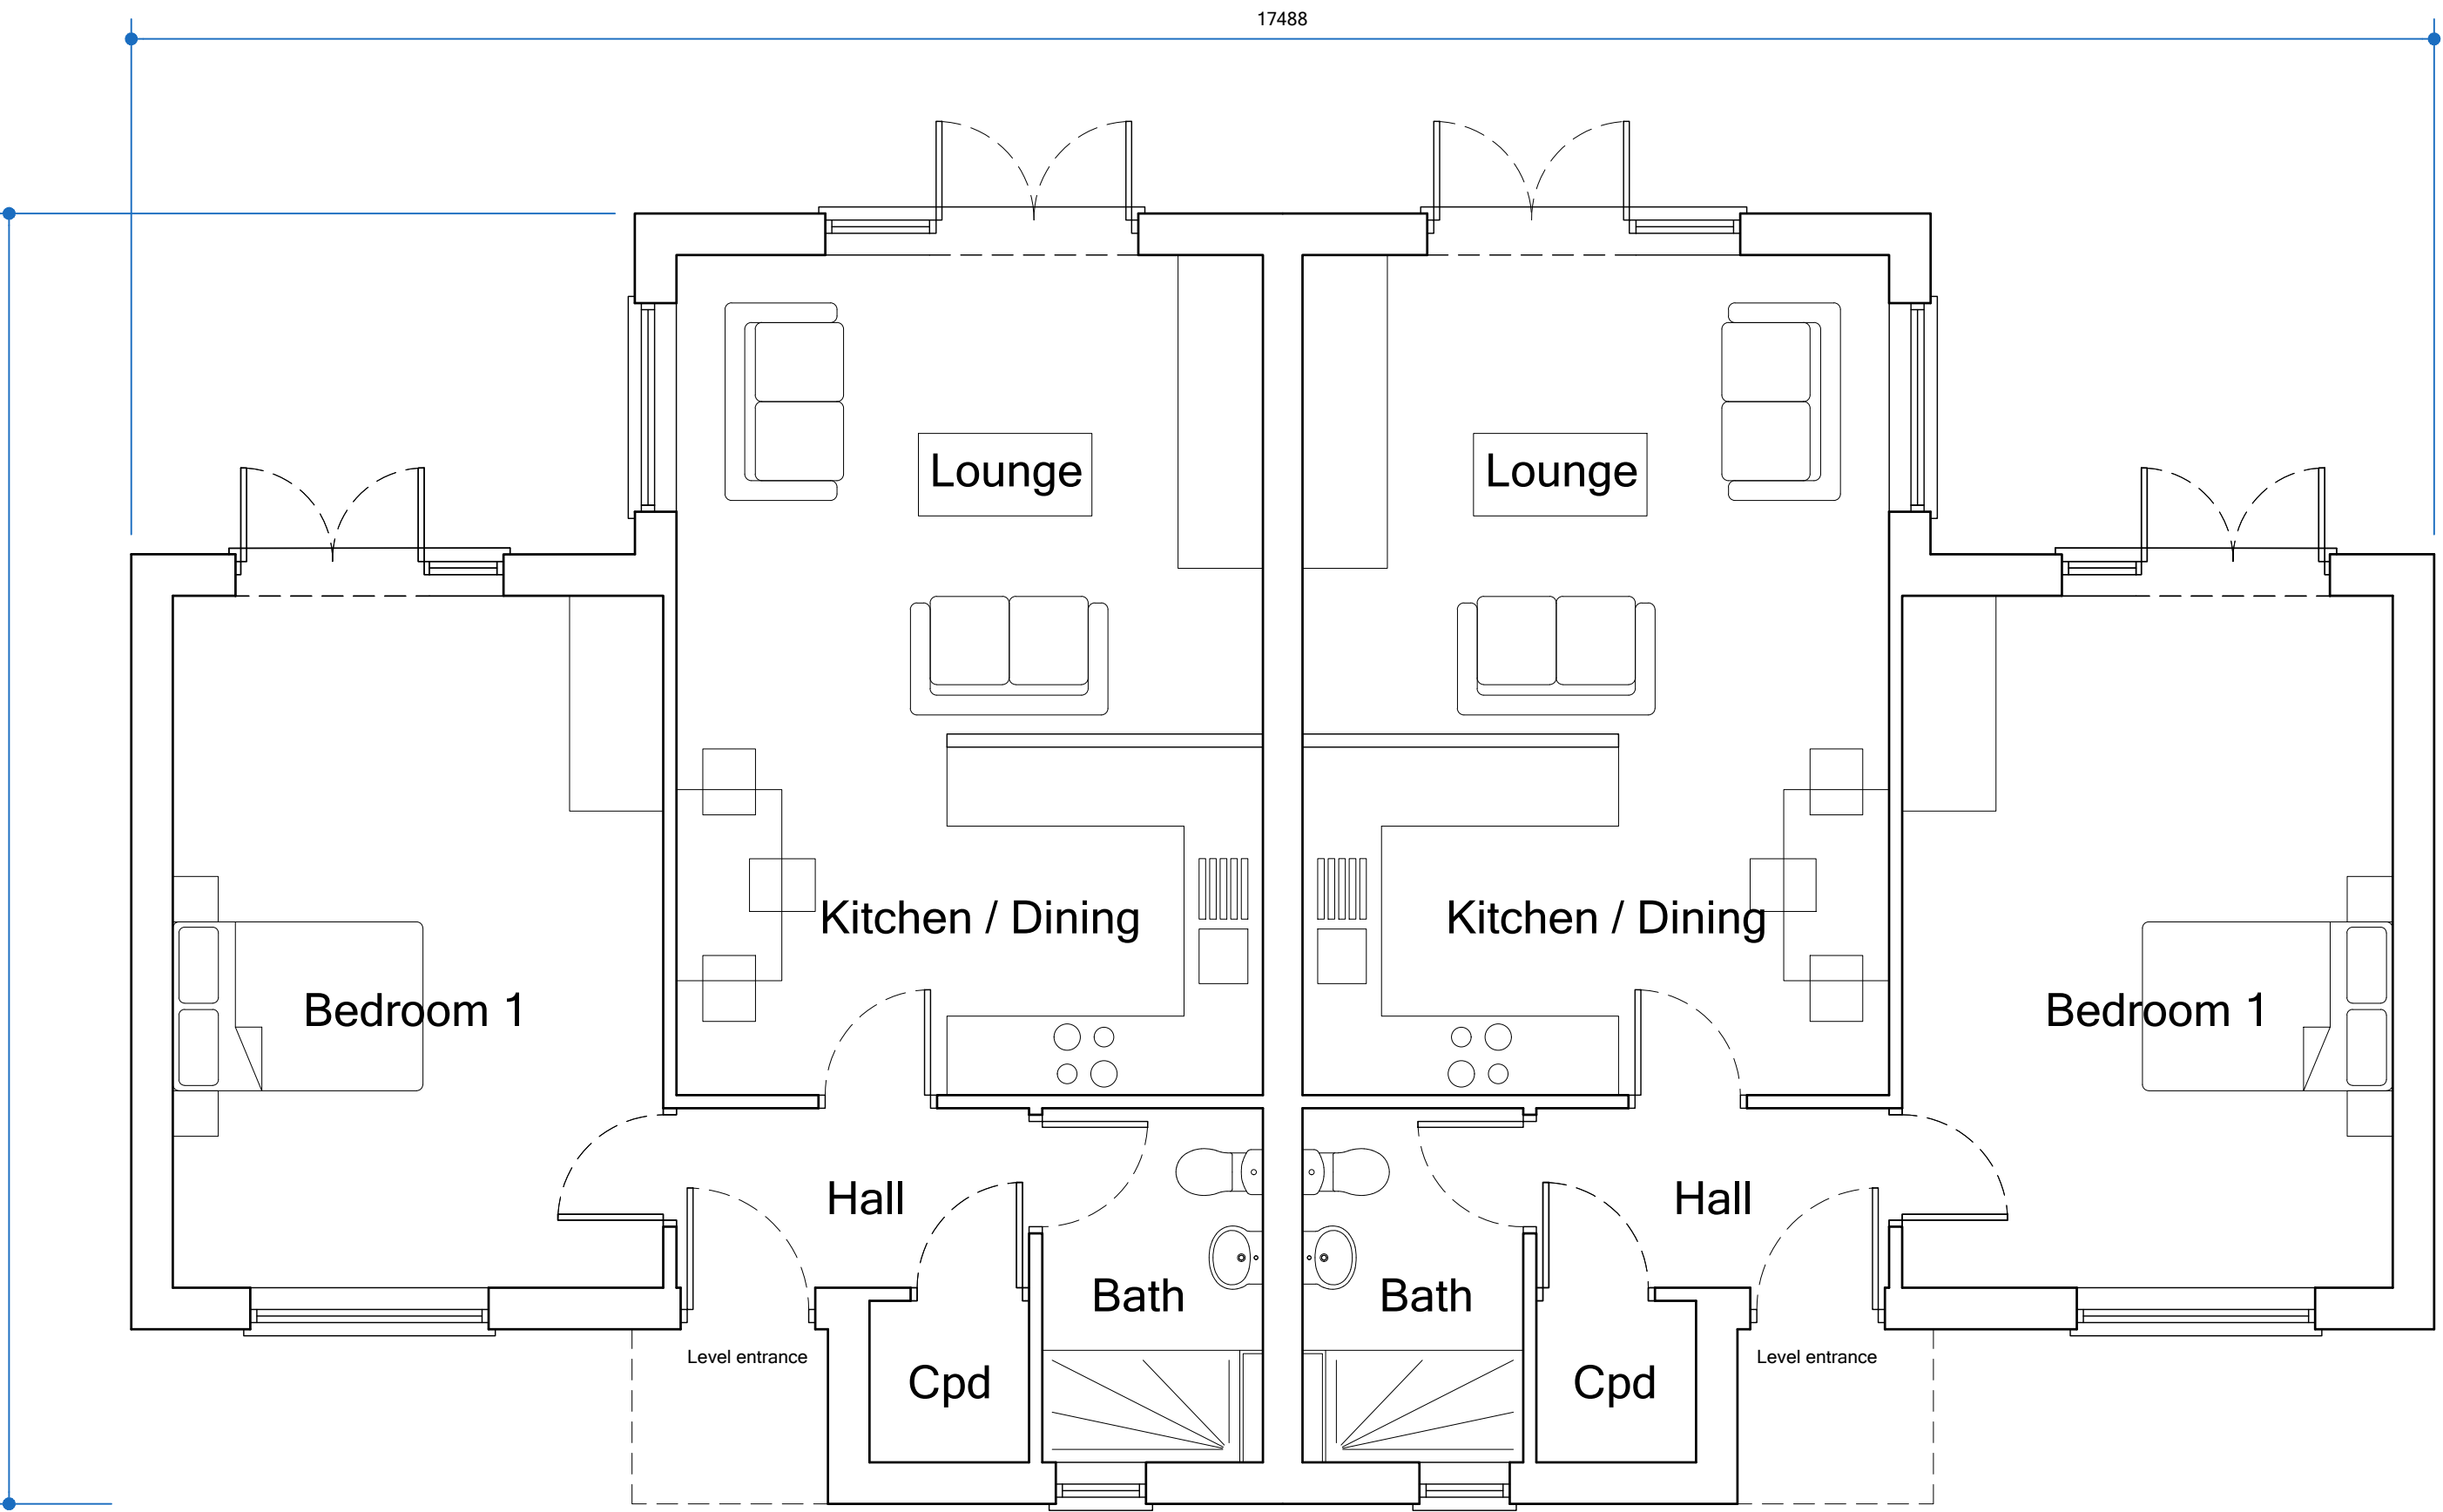 17488
Lounge
Lounge
Kitchen / Dining
Kitchen / Dining
Bedroom 1
Bedroom 1
Hall
Hall
Bath
Bath
Level entrance
Level entrance
Cpd
Cpd